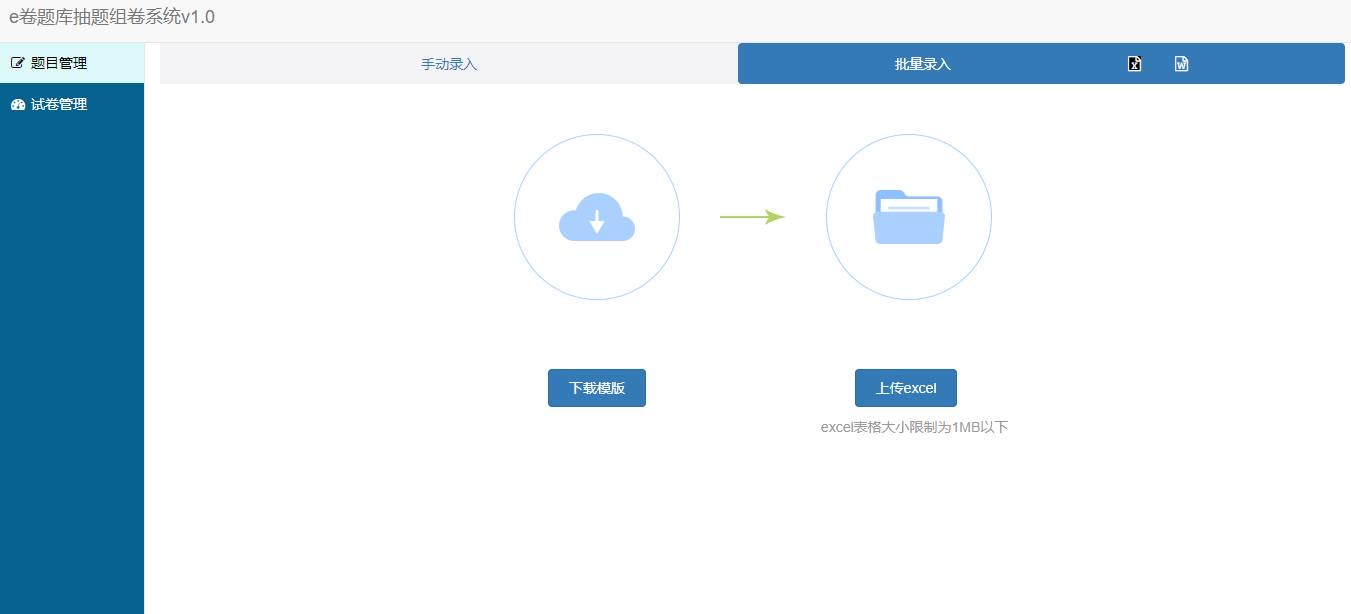 e卷题库抽题组卷系统v1.0
题目管理
手动录入
批量录入
试卷管理
下载模版
上传excel
excel表格大小限制为1MB以下